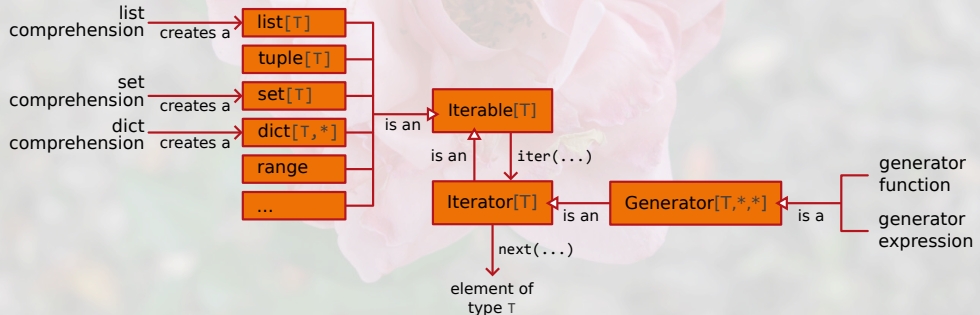 list
comprehension
creates a
list[T]
tuple[T]
set
comprehension
creates a
set[T]
dict
comprehension
creates a
dict[T,*]
range
...
is an
Iterable[T]
is an
iter(...)
Iterator[T]
is an
Generator[T,*,*]
is a
generator
function
generator
expression
next(...)
element of
type T